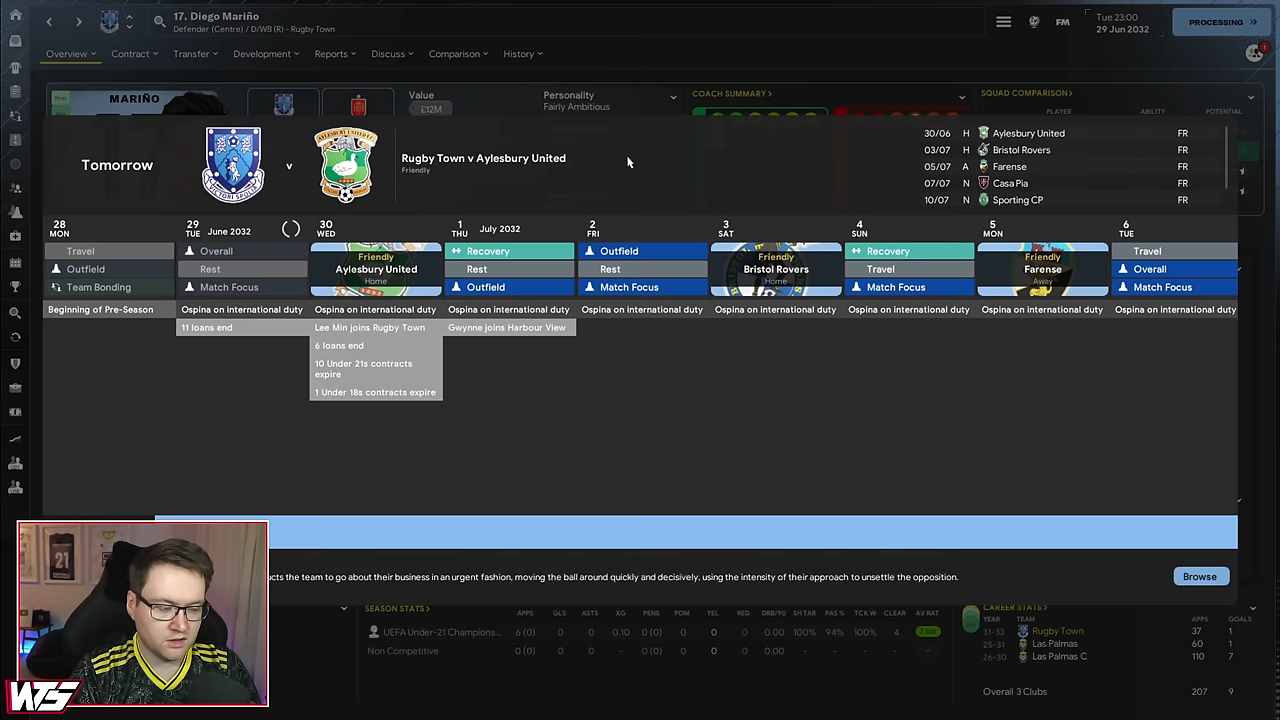 17. Diego Mariño
Defender (Centre) / D/WB (R) - Rugby Town
FM
Tue 23:00
29 Jun 2032
PROCESSING
1
Overview Contract Transfer Development Reports Discuss Comparison History
Prm
MARIÑO
Value
£12M
Personality
Fairly Ambitious
COACH SUMMARY >
SQUAD COMPARISON >
PLAYER ABILITY POTENTIAL
Tomorrow
v
AYLESBURY UNITED F.C.
Rugby Town v Aylesbury United
Friendly
30/06 H Aylesbury United FR
03/07 H Bristol Rovers FR
05/07 A Farense FR
07/07 N Casa Pia FR
10/07 N Sporting CP FR
28 MON
29 TUE June 2032
30 WED
1 THU July 2032
2 FRI
3 SAT
4 SUN
5 MON
6 TUE
Travel Overall Friendly Recovery Outfield Friendly Recovery Friendly Travel
Outfield Rest Aylesbury United Rest Rest Bristol Rovers Travel Farense Overall
Team Bonding Match Focus Home Outfield Match Focus Home Match Focus Away Match Focus
Beginning of Pre-Season Ospina on international duty Ospina on international duty Ospina on international duty Ospina on international duty Ospina on international duty Ospina on international duty Ospina on international duty Ospina on international duty
11 loans end Lee Min joins Rugby Town Gwynne joins Harbour View
6 loans end
10 Under 21s contracts
expire
1 Under 18s contracts expire
ucts the team to go about their business in an urgent fashion, moving the ball around quickly and decisively, using the intensity of their approach to unsettle the opposition.
Browse
SEASON STATS > APPS GLS ASTS XG PENS POM YEL RED DRB/90 SH TAR PAS % TCK W CLEAR AV RAT
UEFA Under-21 Champions... 6 (0) 0 0 0.10 0 (0) 0 0 0 0.00 100% 94% 100% 4 7.08
Non Competitive 0 (0) 0 0 - 0 (0) 0 0 0 0.00 - - - - -
CAREER STATS >
YEAR TEAM APPS GOALS
31-33 Rugby Town 37 1
25-31 Las Palmas 60 1
26-30 Las Palmas C 110 7
Overall 3 Clubs 207 9
21
WTS